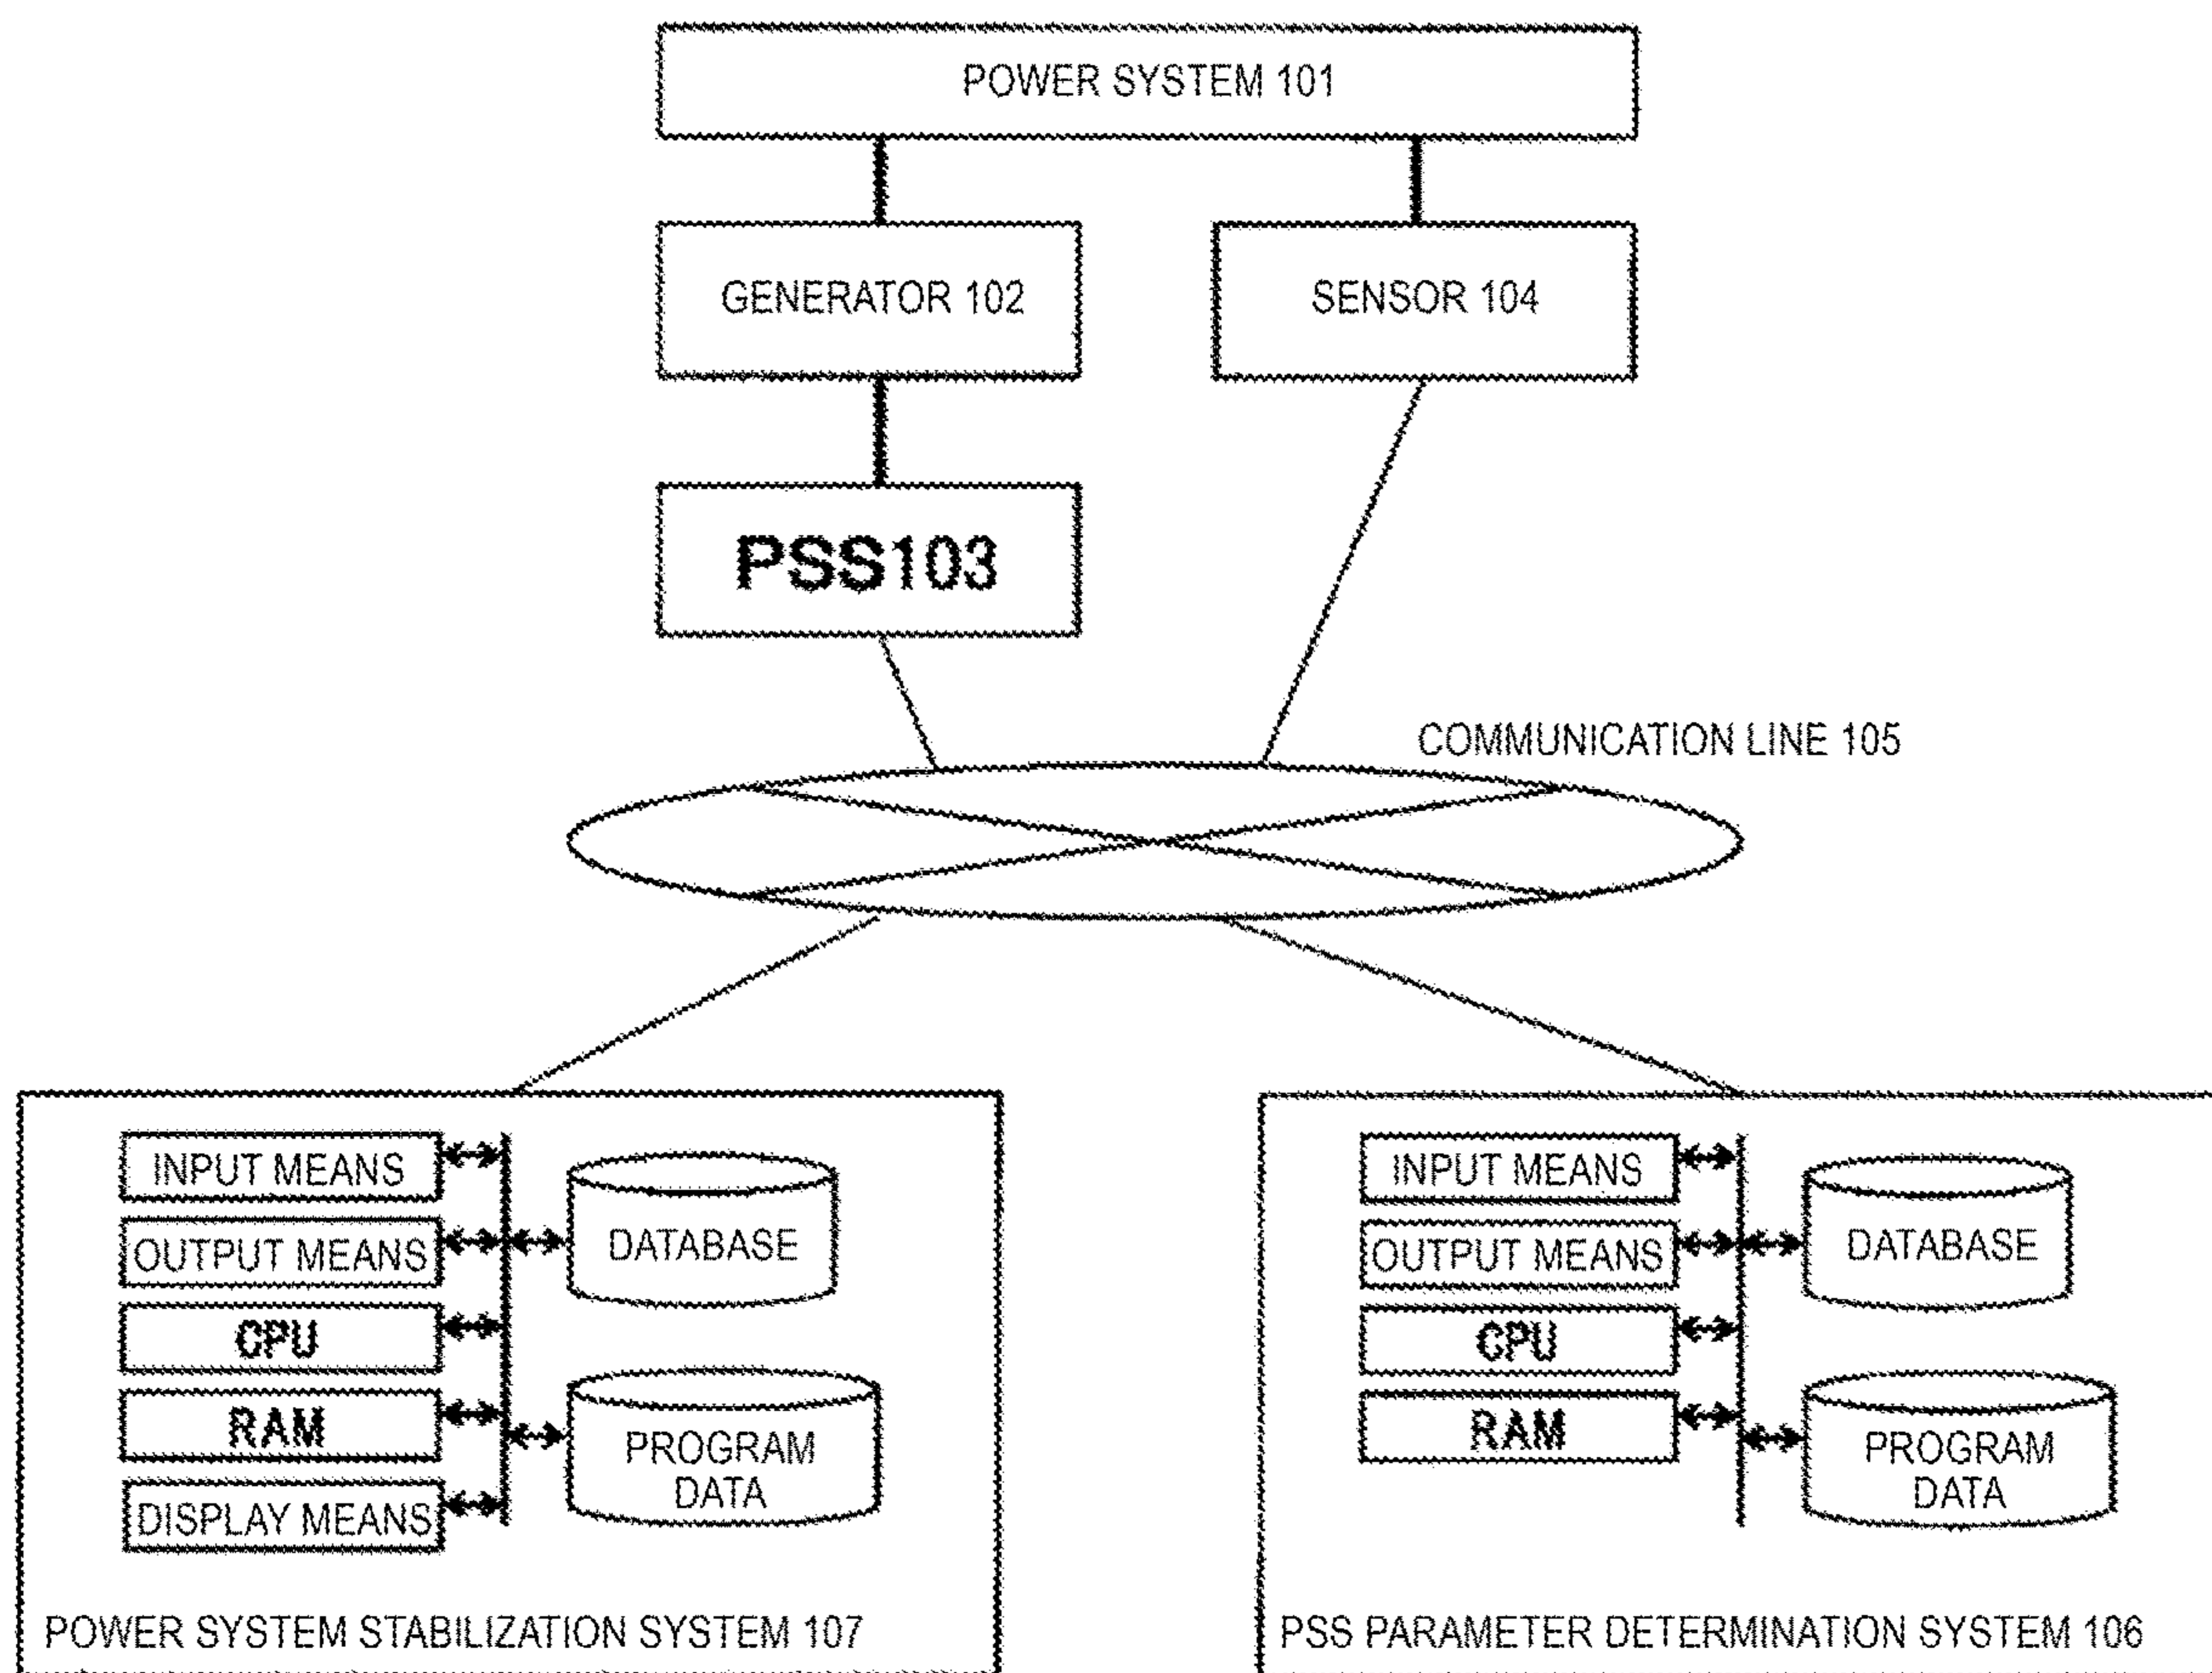 POWER SYSTEM 101
GENERATOR 102
SENSOR 104
PSS103
COMMUNICATION LINE 105
INPUT MEANS
OUTPUT MEANS
CPU
RAM
DISPLAY MEANS
DATABASE
PROGRAM
DATA
POWER SYSTEM STABILIZATION SYSTEM 107
INPUT MEANS
OUTPUT MEANS
CPU
RAM
DATABASE
PROGRAM
DATA
PSS PARAMETER DETERMINATION SYSTEM 106